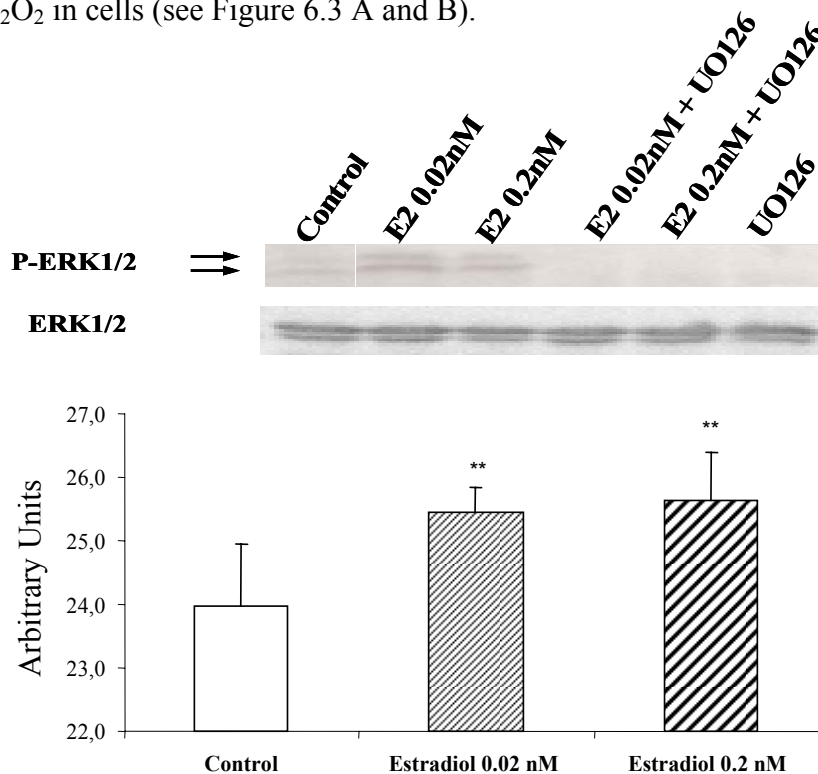 ₂O₂ in cells (see Figure 6.3 A and B).
Control
E2 0.02nM
E2 0.2nM
E2 0.02nM + UO126
E2 0.2nM + UO126
UO126
P-ERK1/2
ERK1/2
27,0
26,0
25,0
24,0
23,0
22,0
Arbitrary Units
**
**
Control
Estradiol 0.02 nM
Estradiol 0.2 nM